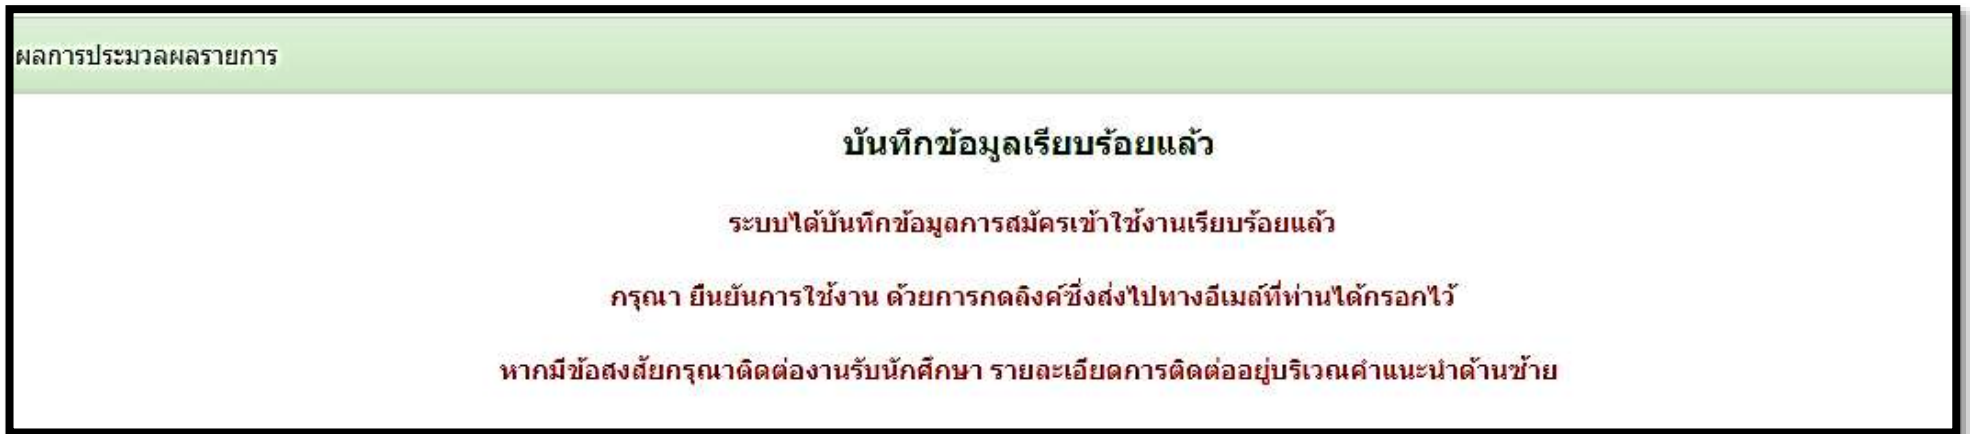 ผลการประมวลผลรายการ
บันทึกข้อมูลเรียบร้อยแล้ว
ระบบได้บันทึกข้อมูลการสมัครเข้าใช้งานเรียบร้อยแล้ว
กรุณา ยืนยันการใช้งาน ด้วยการกดลิงค์ซึ่งส่งไปทางอีเมล์ที่ท่านได้กรอกไว้
หากมีข้อสงสัยกรุณาติดต่องานรับนักศึกษา รายละเอียดการติดต่ออยู่บริเวณคำแนะนำด้านซ้าย